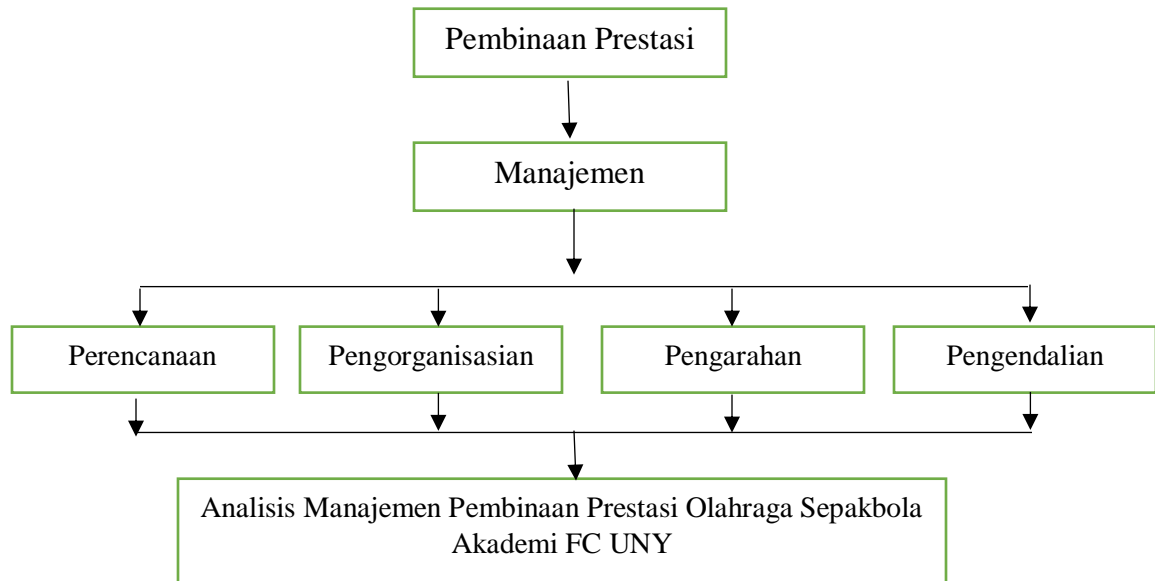 Pembinaan Prestasi
Manajemen
Perencanaan
Pengorganisasian
Pengarahan
Pengendalian
Analisis Manajemen Pembinaan Prestasi Olahraga Sepakbola
Akademi FC UNY